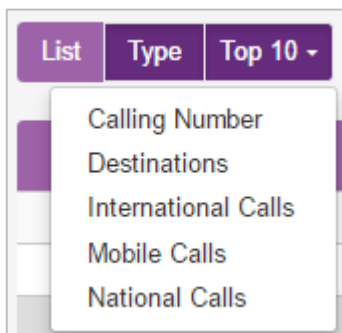 List Type Top 10
Calling Number
Destinations
International Calls
Mobile Calls
National Calls